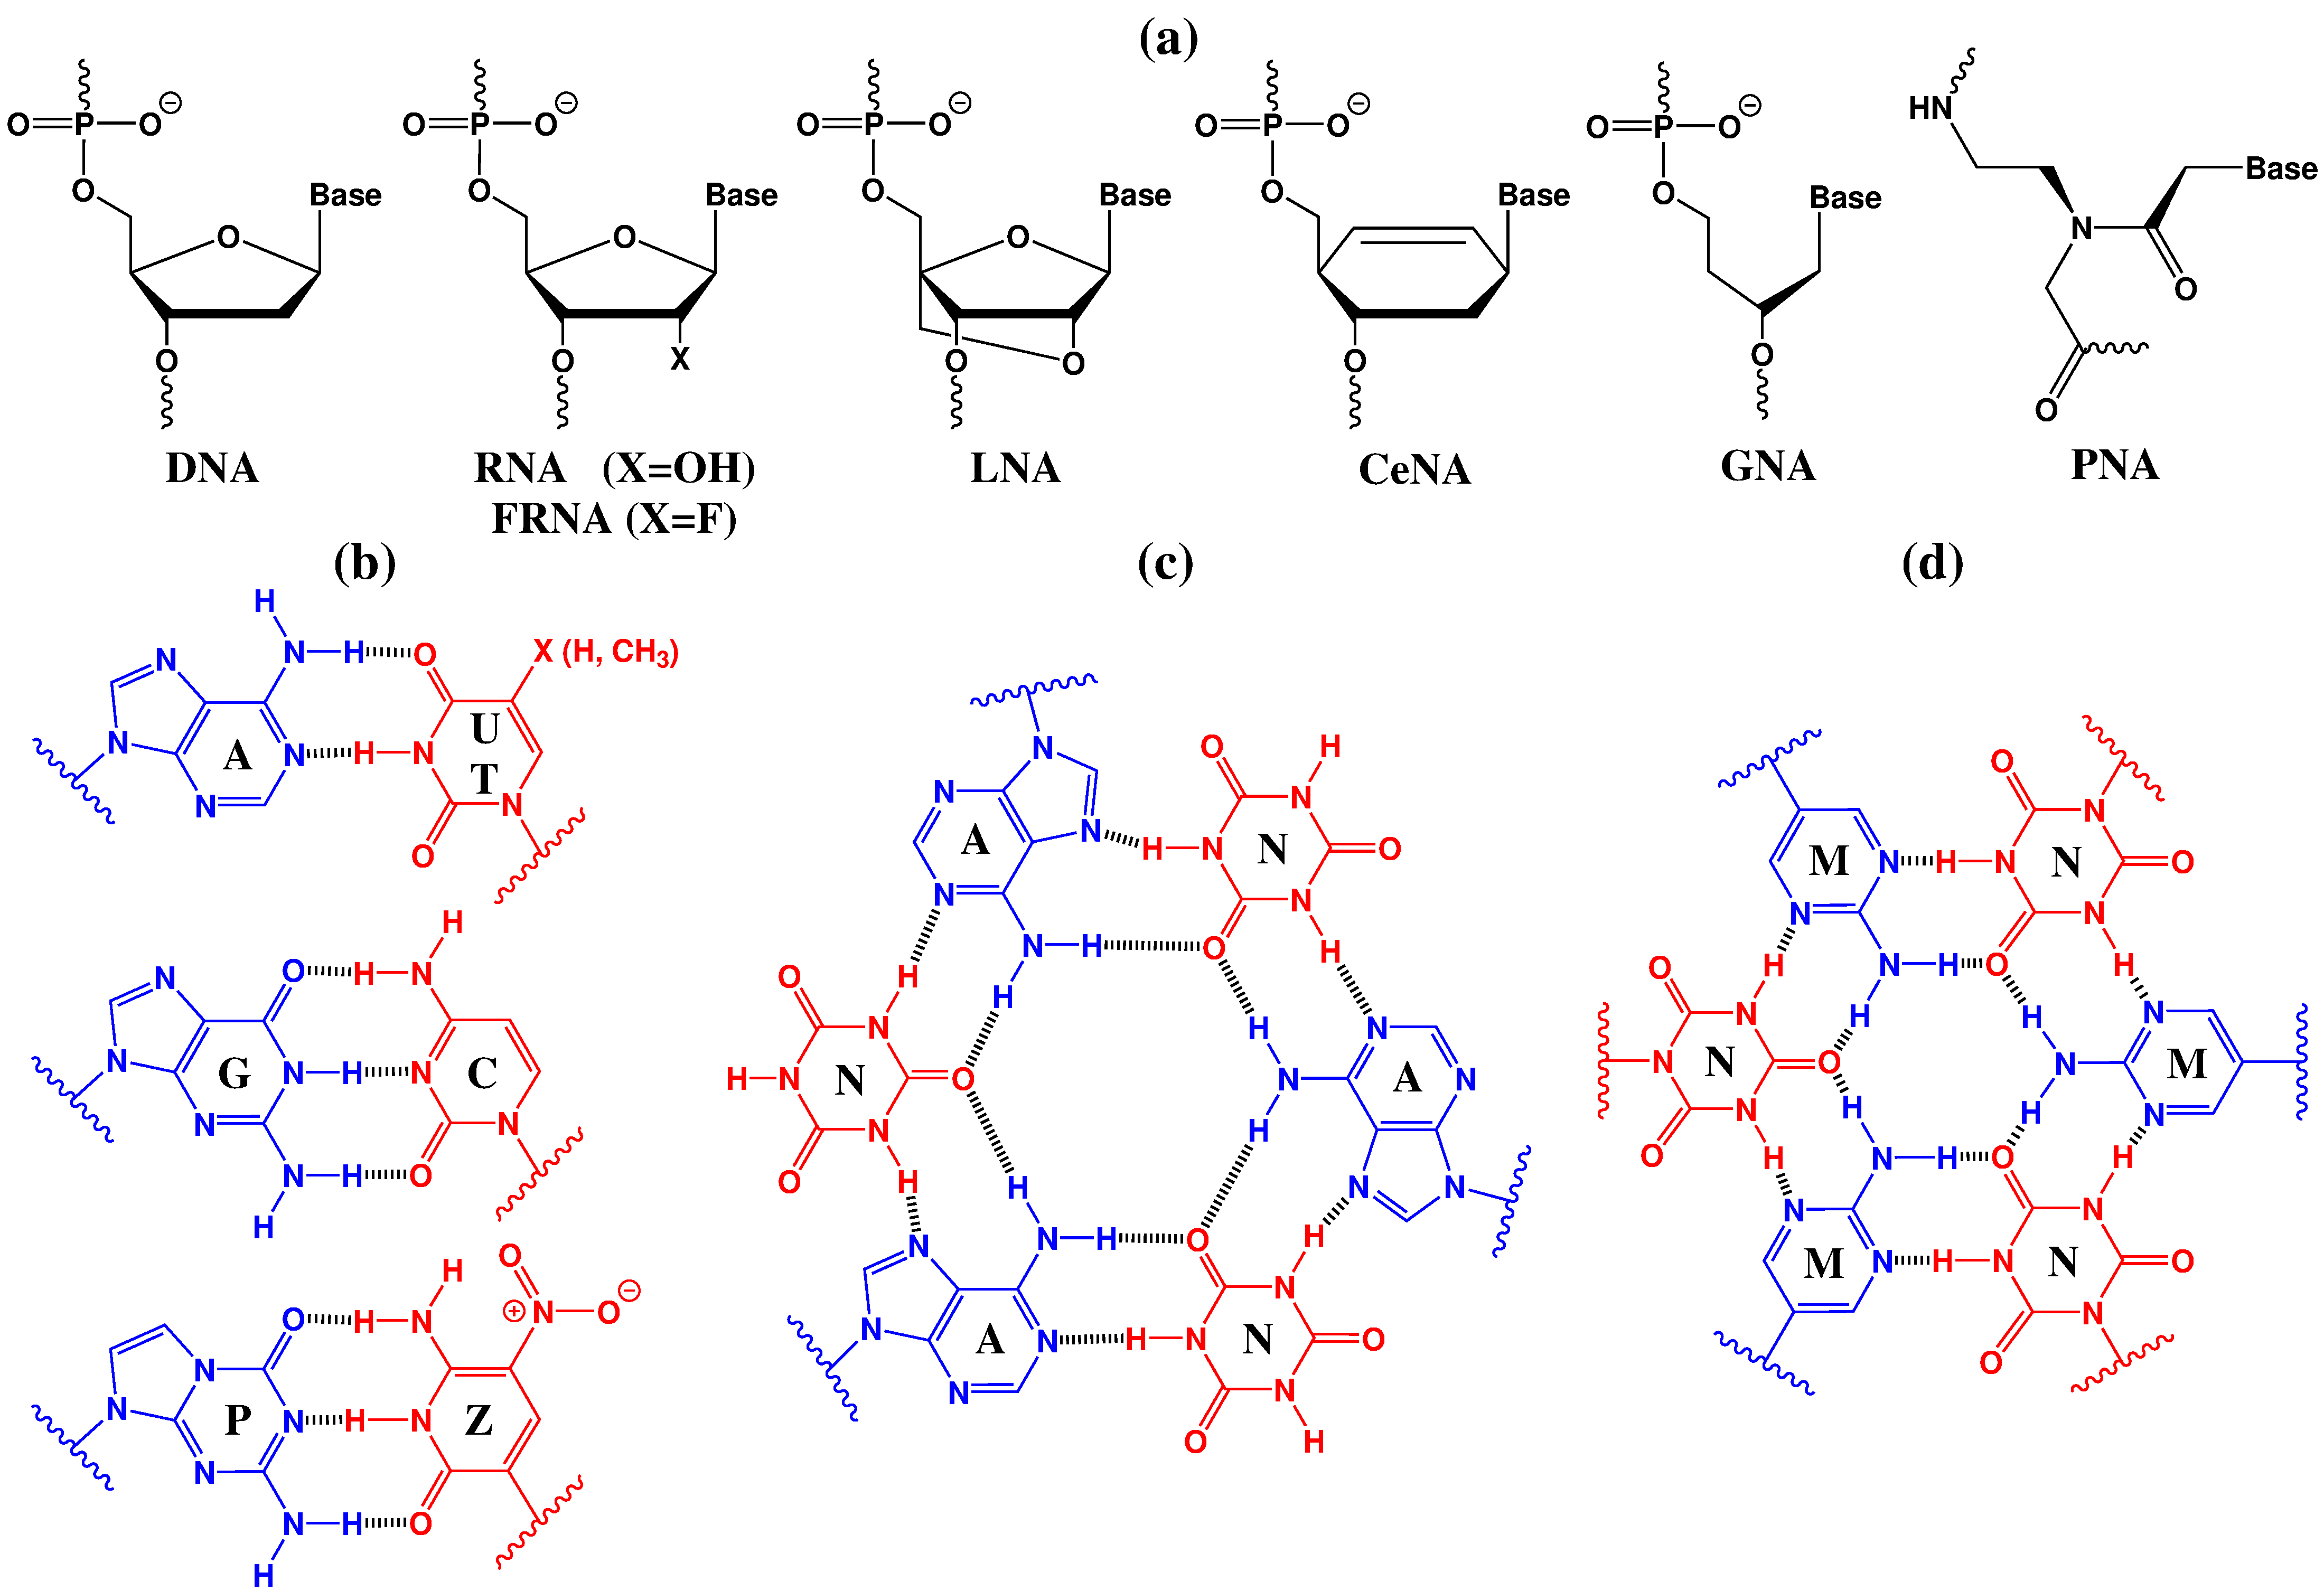 (a)
O=P-O⊖ O=P-O⊖ O=P-O⊖ O=P-O⊖ O=P-O⊖ HN
O Base O Base O Base O Base O Base Base
O O O N
X O O
O O O O O O
DNA RNA (X=OH) LNA CeNA GNA PNA
FRNA (X=F)
(b) (c) (d)
H
N N-H O X (H, CH₃)
U
N A N H-N
T
N N
O
H
N O H-N
N G N-H N C
N N
N-H O
H
O H
O H-N ⊕ N-O ⊖
N
N P N H-N Z
N
N-H O
H
N O H
N A N N
N H-N N O
N N
N-H O H
O H
H H N
N N A
H-N N O N N
H N
O N H N N
H H
N N-H O H
N A N H-N N N O
N O N
H
O
M N H-N N N O
N N
O H N-H O H
N H H N
N N O N M
N H H N
O H N-H O H
N N N
M N H-N N O
O N